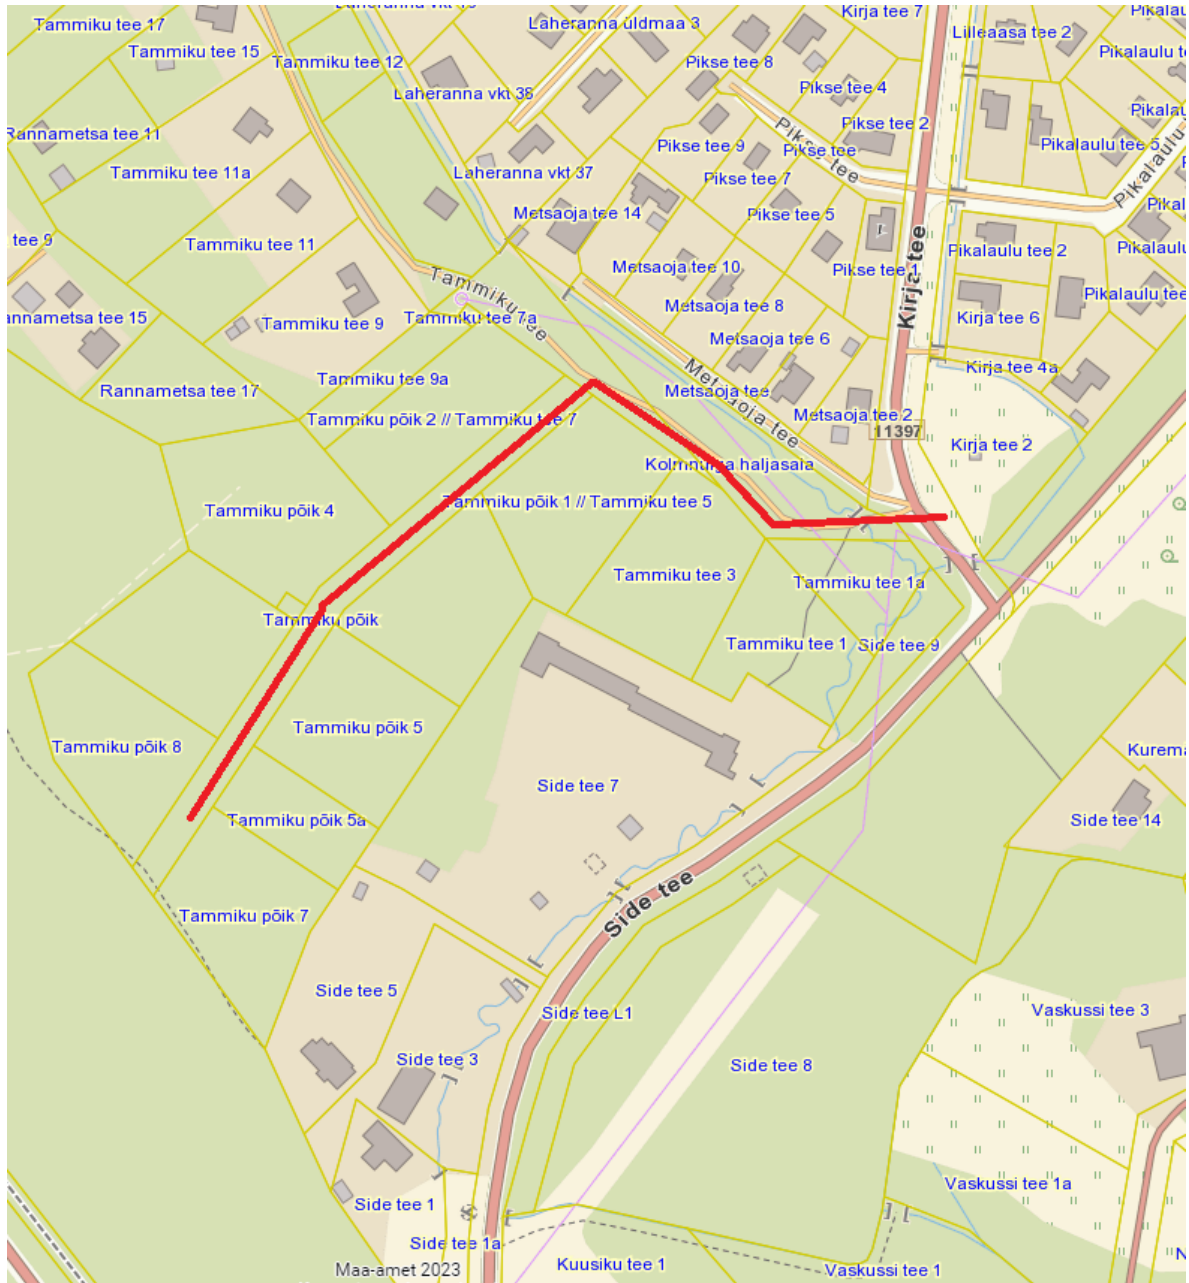 Tammiku tee 17
Tammiku tee 15
Tammiku tee 12
Laheranna üldmaa 3
Kirja tee 7
Lilleaasa tee 2
Pikse tee 8
Pikse tee 4
Laheranna vkt 38
Pikse tee 2
Pikse tee
Pikse tee
Rannametsa tee 11
Pikse tee 9
Pikalaulu tee 5
Tammiku tee 11a
Laheranna vkt 37
Pikse tee 7
Metsaoja tee 14
Pikse tee 5
tee 9
Tammiku tee 11
Kirja tee
Pikalaulu tee 2
Metsaoja tee 10
Pikse tee 1
Tammiku tee
Metsaoja tee 8
Kirja tee 6
Pikalaulu tee
annametsa tee 15
Tammiku tee 9
Tammiku tee 7a
Metsaoja tee 6
Kirja tee 4a
Rannametsa tee 17
Tammiku tee 9a
Metsaoja tee
Metsaoja tee
Metsaoja tee 2
Tammiku põik 2 // Tammiku tee 7
11397
Kirja tee 2
Kolmnurga haljasala
Tammiku põik 4
Tammiku põik 1 // Tammiku tee 5
Tammiku tee 3
Tammiku tee 1a
Tammiku põik
Tammiku tee 1
Side tee 9
Tammiku põik 8
Tammiku põik 5
Side tee 7
Tammiku põik 5a
Side tee 14
Side tee
Tammiku põik 7
Side tee 5
Side tee L1
Vaskussi tee 3
Side tee 3
Side tee 8
Side tee 1
Vaskussi tee 1a
Side tee 1a
Maa-amet 2023
Kuusiku tee 1
Vaskussi tee 1